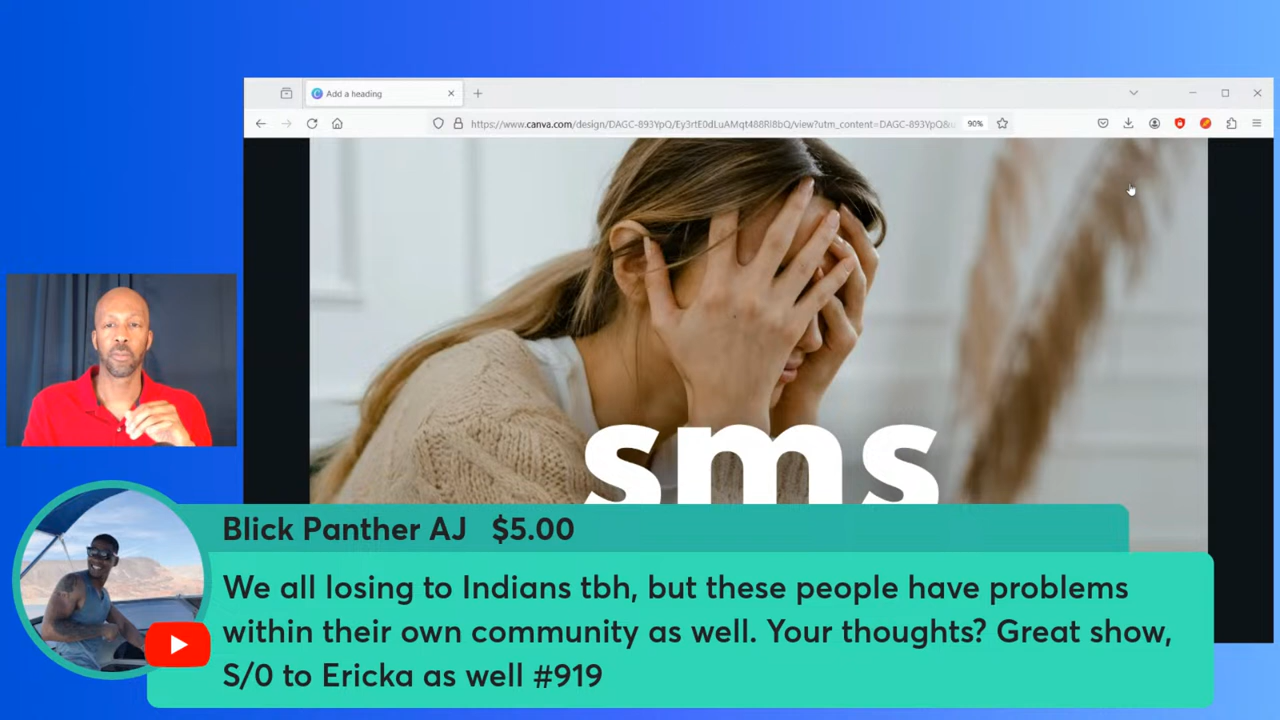 Add a heading
https://www.canva.com/design/DAGC-893YpQ/Ey3rtE0dLuAMqt488Rl8bQ/view?utm_content=DAGC-893YpQ&
90%
sms
Blick Panther AJ $5.00
We all losing to Indians tbh, but these people have problems
within their own community as well. Your thoughts? Great show,
S/0 to Ericka as well #919